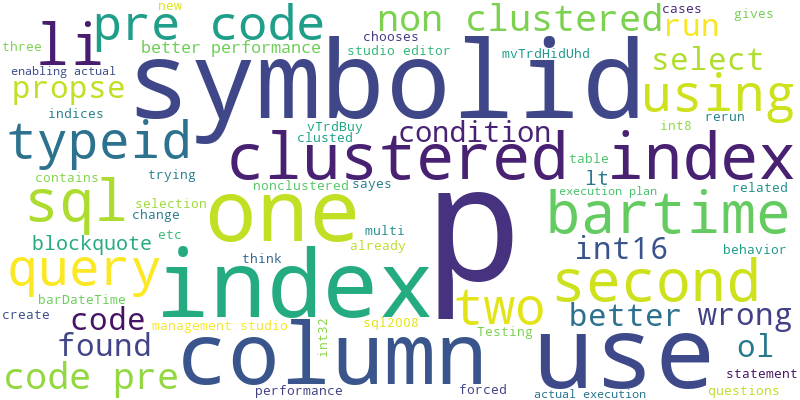 new
cases
gives
pre code
non clustered
chooses
run
li
three
better performance
studio editor
mvTrdHidUhd
select
enabling actual
symbolid
propse
using
indices
vTrdBuy
condition
int8
rerun
typeid
clusted
clustered index
table
contains
trying
nonclustered
sayes
lt
related
sql
one
p
execution plan
selection
change
bartime
etc
multi
blockquote
already
int16
behavior
query
think
index
second
barDateTime
two
create
code
management studio
sql2008
better
wrong
found
int32
column
Testing
use
ol
code pre
statement
performance
forced
actual execution
questions